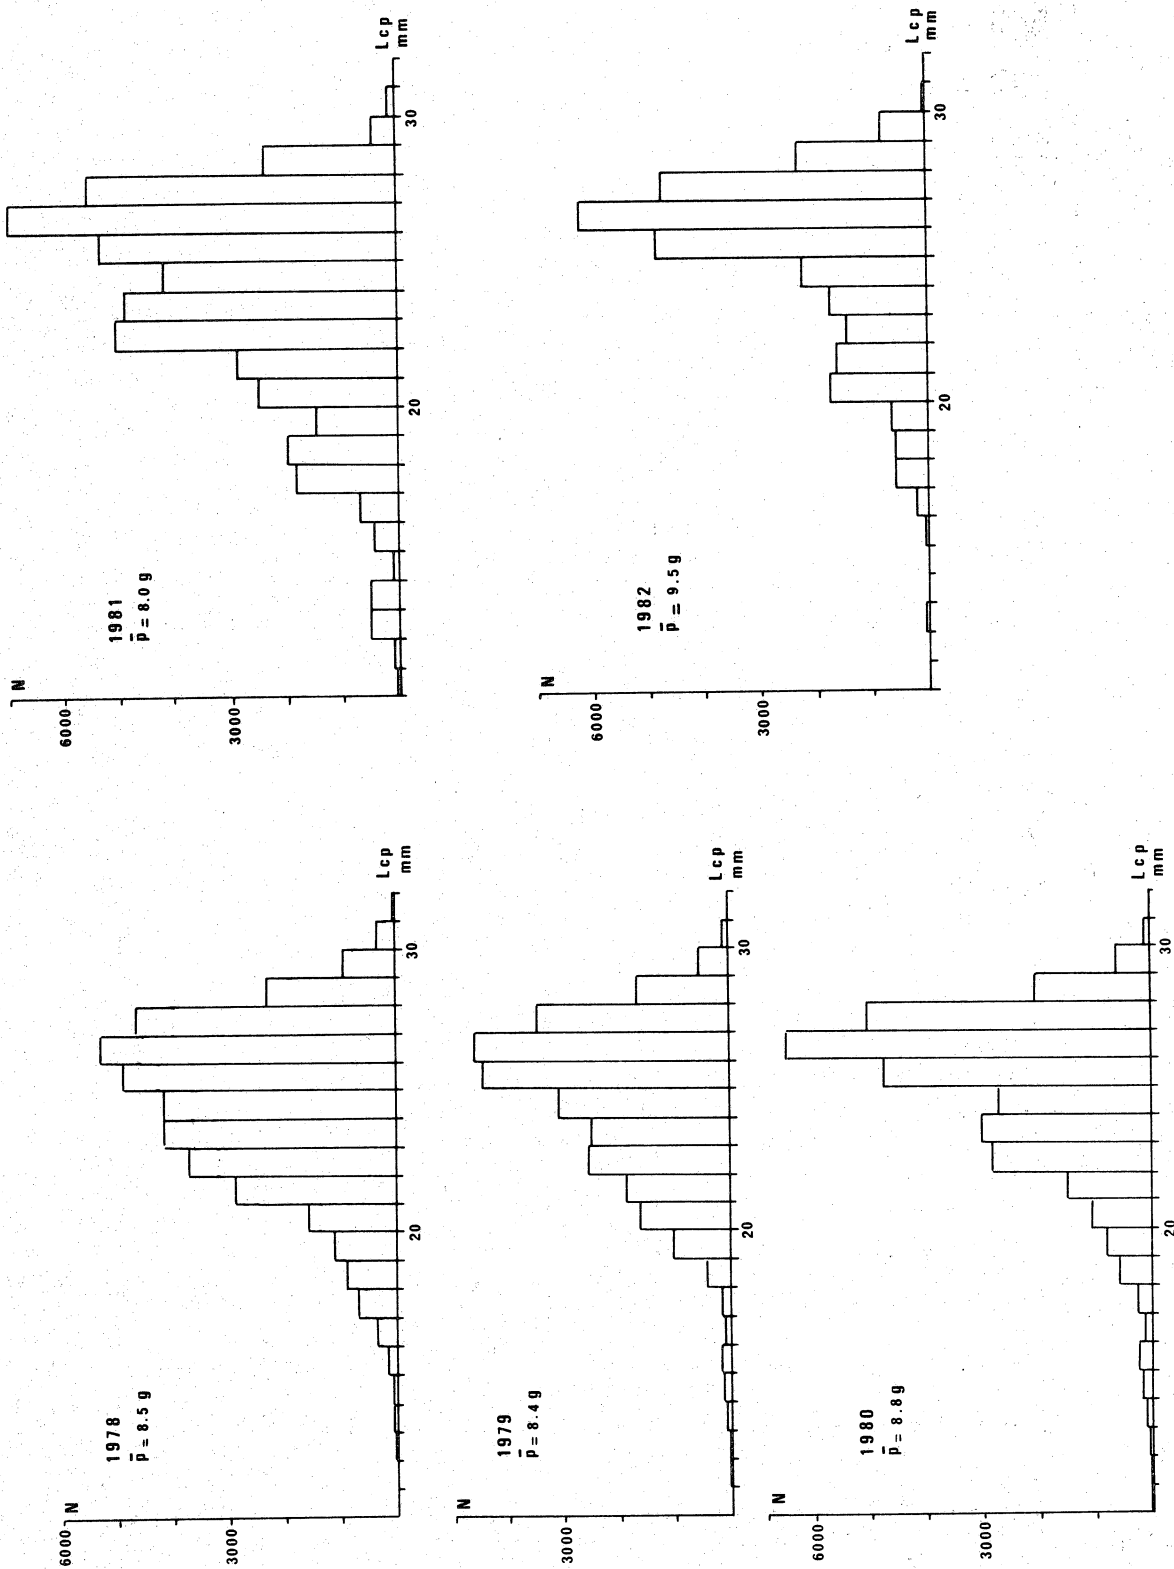 1978
p̄ = 8.5 g
N
6000
3000
20
30
Lcp
mm
1979
p̄ = 8.4 g
N
3000
20
30
Lcp
mm
1980
p̄ = 8.8 g
N
6000
3000
20
30
Lcp
mm
1981
p̄ = 8.0 g
N
6000
3000
20
30
Lcp
mm
1982
p̄ = 9.5 g
N
6000
3000
20
30
Lcp
mm